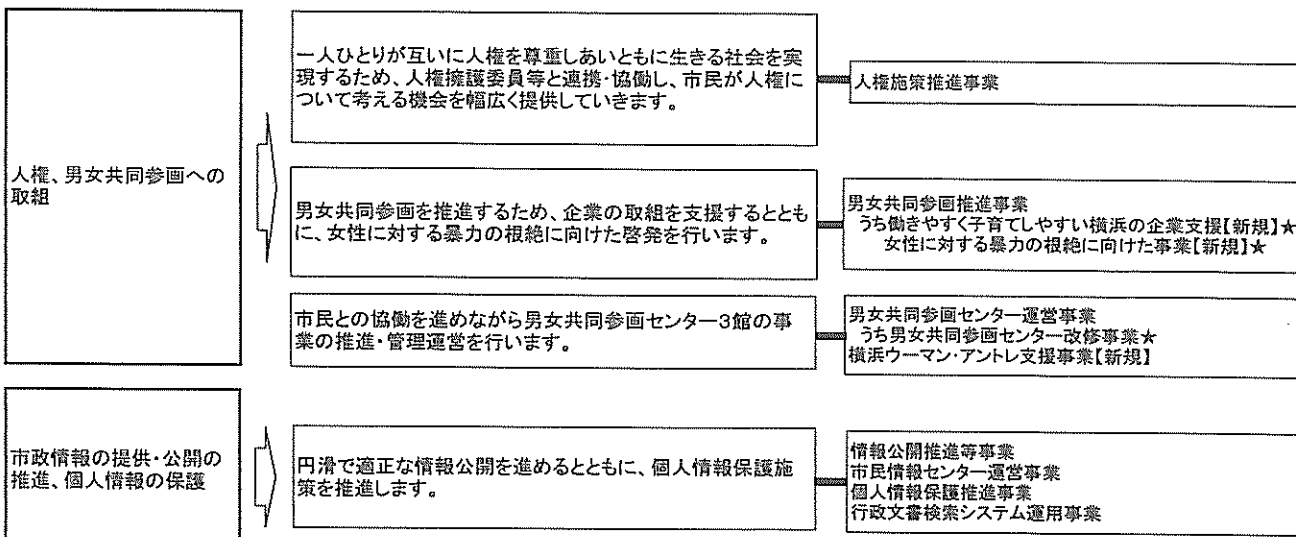 人権、男女共同参画への
取組
一人ひとりが互いに人権を尊重しあいともに生きる社会を実
現するため、人権擁護委員等と連携・協働し、市民が人権に
ついて考える機会を幅広く提供していきます。
人権施策推進事業
男女共同参画を推進するため、企業の取組を支援するととも
に、女性に対する暴力の根絶に向けた啓発を行います。
男女共同参画推進事業
うち働きやすく子育てしやすい横浜の企業支援【新規】★
女性に対する暴力の根絶に向けた事業【新規】★
市民との協働を進めながら男女共同参画センター3館の事
業の推進・管理運営を行います。
男女共同参画センター運営事業
うち男女共同参画センター改修事業★
横浜ウーマン・アントレ支援事業【新規】
市政情報の提供・公開の
推進、個人情報の保護
円滑で適正な情報公開を進めるとともに、個人情報保護施
策を推進します。
情報公開推進等事業
市民情報センター運営事業
個人情報保護推進事業
行政文書検索システム運用事業